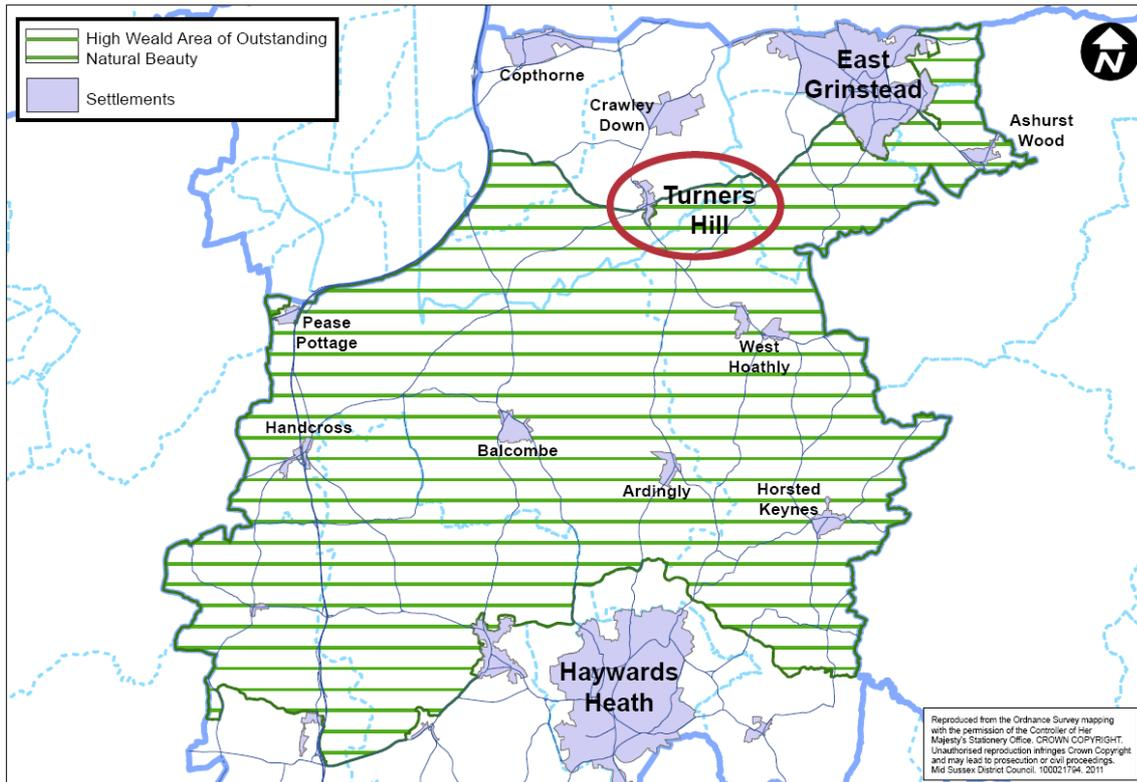 High Weald Area of Outstanding
Natural Beauty
Settlements
N
Copthorne
East
Grinstead
Crawley
Down
Ashurst
Wood
Turners
Hill
Pease
Pottage
West
Hoathly
Handcross
Balcombe
Ardingly
Horsted
Keynes
Haywards
Heath
Reproduced from the Ordnance Survey mapping
with the permission of the Controller of Her
Majesty's Stationery Office. CROWN COPYRIGHT.
Unauthorised reproduction infringes Crown Copyright
and may lead to prosecution or civil proceedings.
Mid Sussex District Council. 100021794. 2011